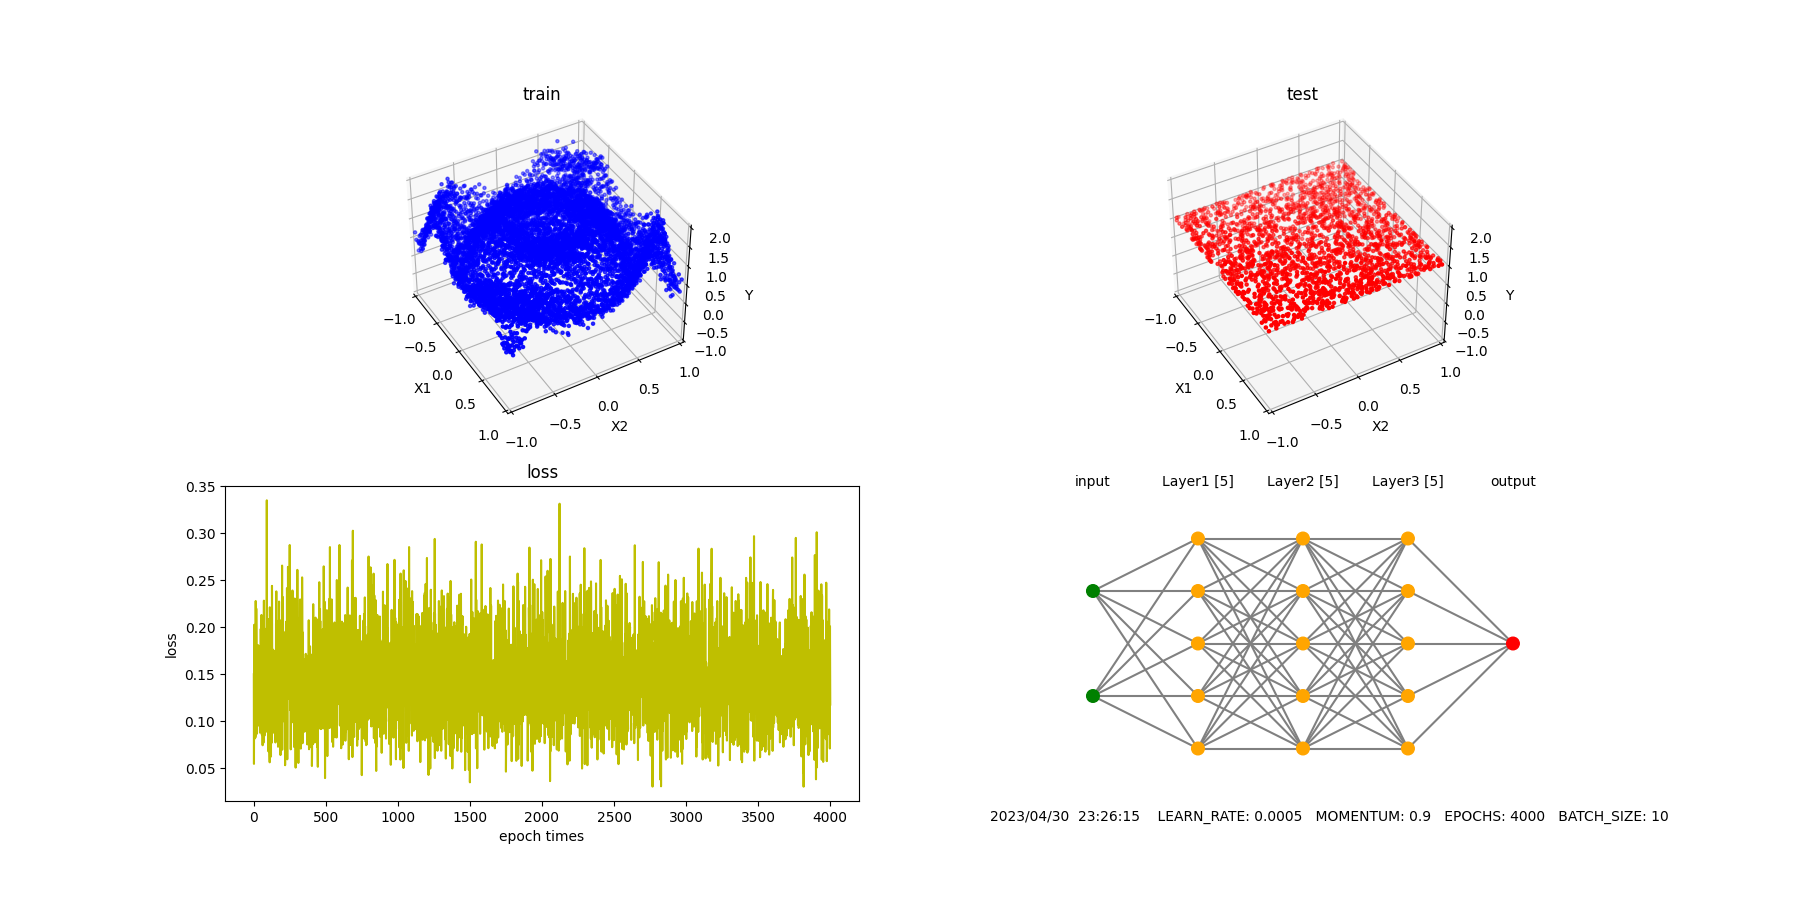 train
2.0
1.5
1.0
0.5
0.0
−0.5
−1.0
Y
−1.0
−0.5
0.0
0.5
1.0
X1
−1.0
−0.5
0.0
0.5
1.0
X2
test
2.0
1.5
1.0
0.5
0.0
−0.5
−1.0
Y
−1.0
−0.5
0.0
0.5
1.0
X1
−1.0
−0.5
0.0
0.5
1.0
X2
loss
0.35
0.30
0.25
0.20
0.15
0.10
0.05
loss
0 500 1000 1500 2000 2500 3000 3500 4000
epoch times
input Layer1 [5] Layer2 [5] Layer3 [5] output
2023/04/30 23:26:15 LEARN_RATE: 0.0005 MOMENTUM: 0.9 EPOCHS: 4000 BATCH_SIZE: 10